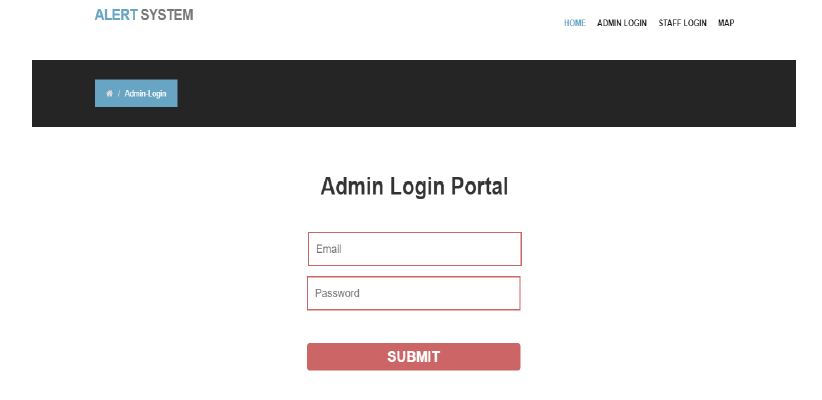 ALERT SYSTEM
HOME ADMIN LOGIN STAFF LOGIN MAP
/ Admin-Login
Admin Login Portal
Email
Password
SUBMIT